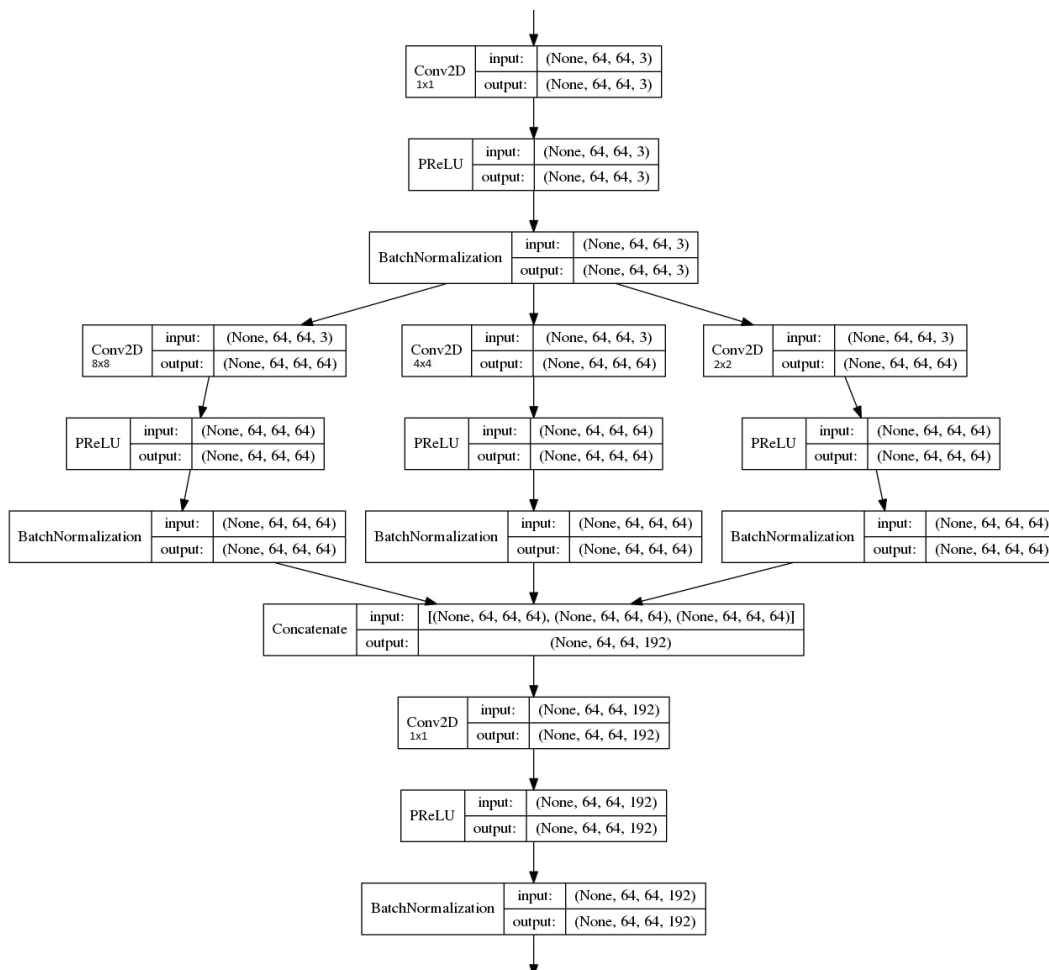 Conv2D 1x1 input: (None, 64, 64, 3)
output: (None, 64, 64, 3)
PReLU input: (None, 64, 64, 3)
output: (None, 64, 64, 3)
BatchNormalization input: (None, 64, 64, 3)
output: (None, 64, 64, 3)
Conv2D 8x8 input: (None, 64, 64, 3)
output: (None, 64, 64, 64)
Conv2D 4x4 input: (None, 64, 64, 3)
output: (None, 64, 64, 64)
Conv2D 2x2 input: (None, 64, 64, 3)
output: (None, 64, 64, 64)
PReLU input: (None, 64, 64, 64)
output: (None, 64, 64, 64)
PReLU input: (None, 64, 64, 64)
output: (None, 64, 64, 64)
PReLU input: (None, 64, 64, 64)
output: (None, 64, 64, 64)
BatchNormalization input: (None, 64, 64, 64)
output: (None, 64, 64, 64)
BatchNormalization input: (None, 64, 64, 64)
output: (None, 64, 64, 64)
BatchNormalization input: (None, 64, 64, 64)
output: (None, 64, 64, 64)
Concatenate input: [(None, 64, 64, 64), (None, 64, 64, 64), (None, 64, 64, 64)]
output: (None, 64, 64, 192)
Conv2D 1x1 input: (None, 64, 64, 192)
output: (None, 64, 64, 192)
PReLU input: (None, 64, 64, 192)
output: (None, 64, 64, 192)
BatchNormalization input: (None, 64, 64, 192)
output: (None, 64, 64, 192)